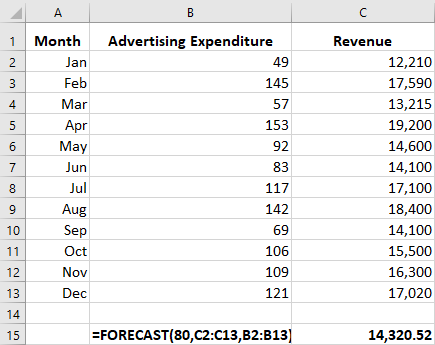 A B C
1 Month Advertising Expenditure Revenue
2 Jan 49 12,210
3 Feb 145 17,590
4 Mar 57 13,215
5 Apr 153 19,200
6 May 92 14,600
7 Jun 83 14,100
8 Jul 117 17,100
9 Aug 142 18,400
10 Sep 69 14,100
11 Oct 106 15,500
12 Nov 109 16,300
13 Dec 121 17,020
14
15 =FORECAST(80,C2:C13,B2:B13) 14,320.52